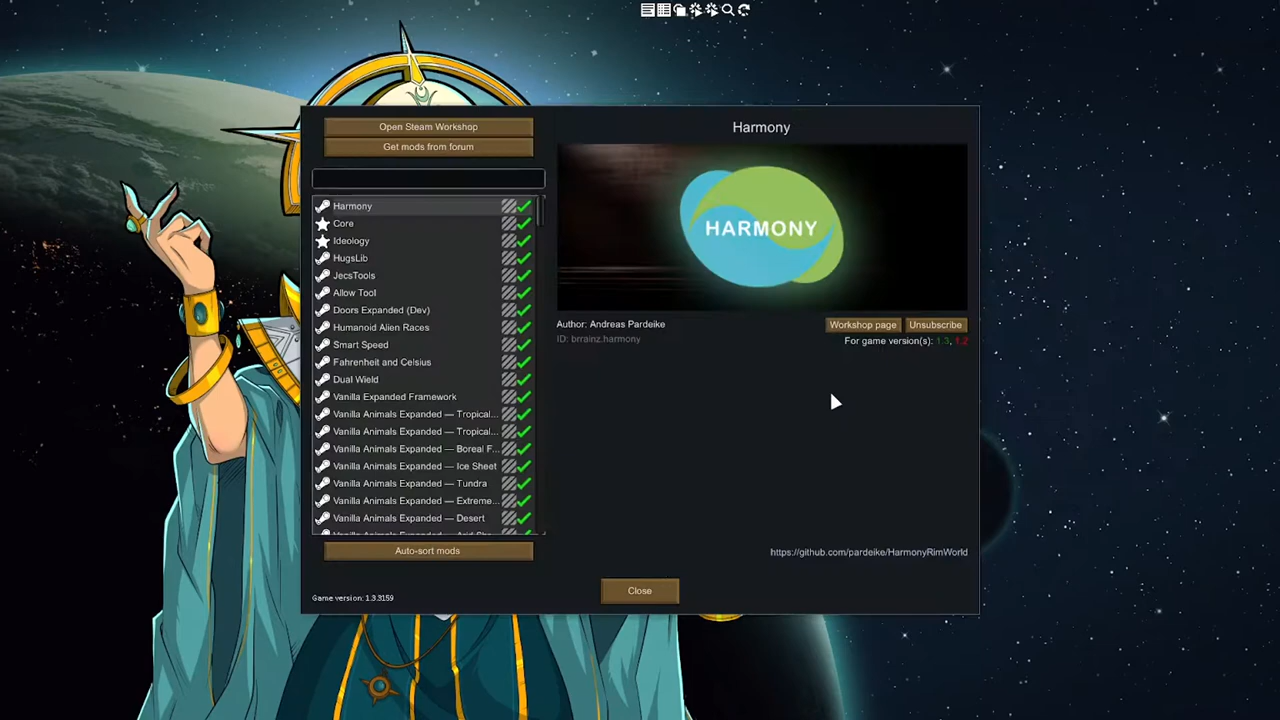 Open Steam Workshop
Get mods from forum
Harmony
Core
Ideology
HugsLib
JecsTools
Allow Tool
Doors Expanded (Dev)
Humanoid Alien Races
Smart Speed
Fahrenheit and Celsius
Dual Wield
Vanilla Expanded Framework
Vanilla Animals Expanded — Tropical...
Vanilla Animals Expanded — Tropical...
Vanilla Animals Expanded — Boreal F...
Vanilla Animals Expanded — Ice Sheet
Vanilla Animals Expanded — Tundra
Vanilla Animals Expanded — Extreme...
Vanilla Animals Expanded — Desert
Auto-sort mods
Game version: 1.3.3159
Harmony
HARMONY
Author: Andreas Pardeike
Workshop page
Unsubscribe
ID: brrainz.harmony
For game version(s): 1.3, 1.2
https://github.com/pardeike/HarmonyRimWorld
Close